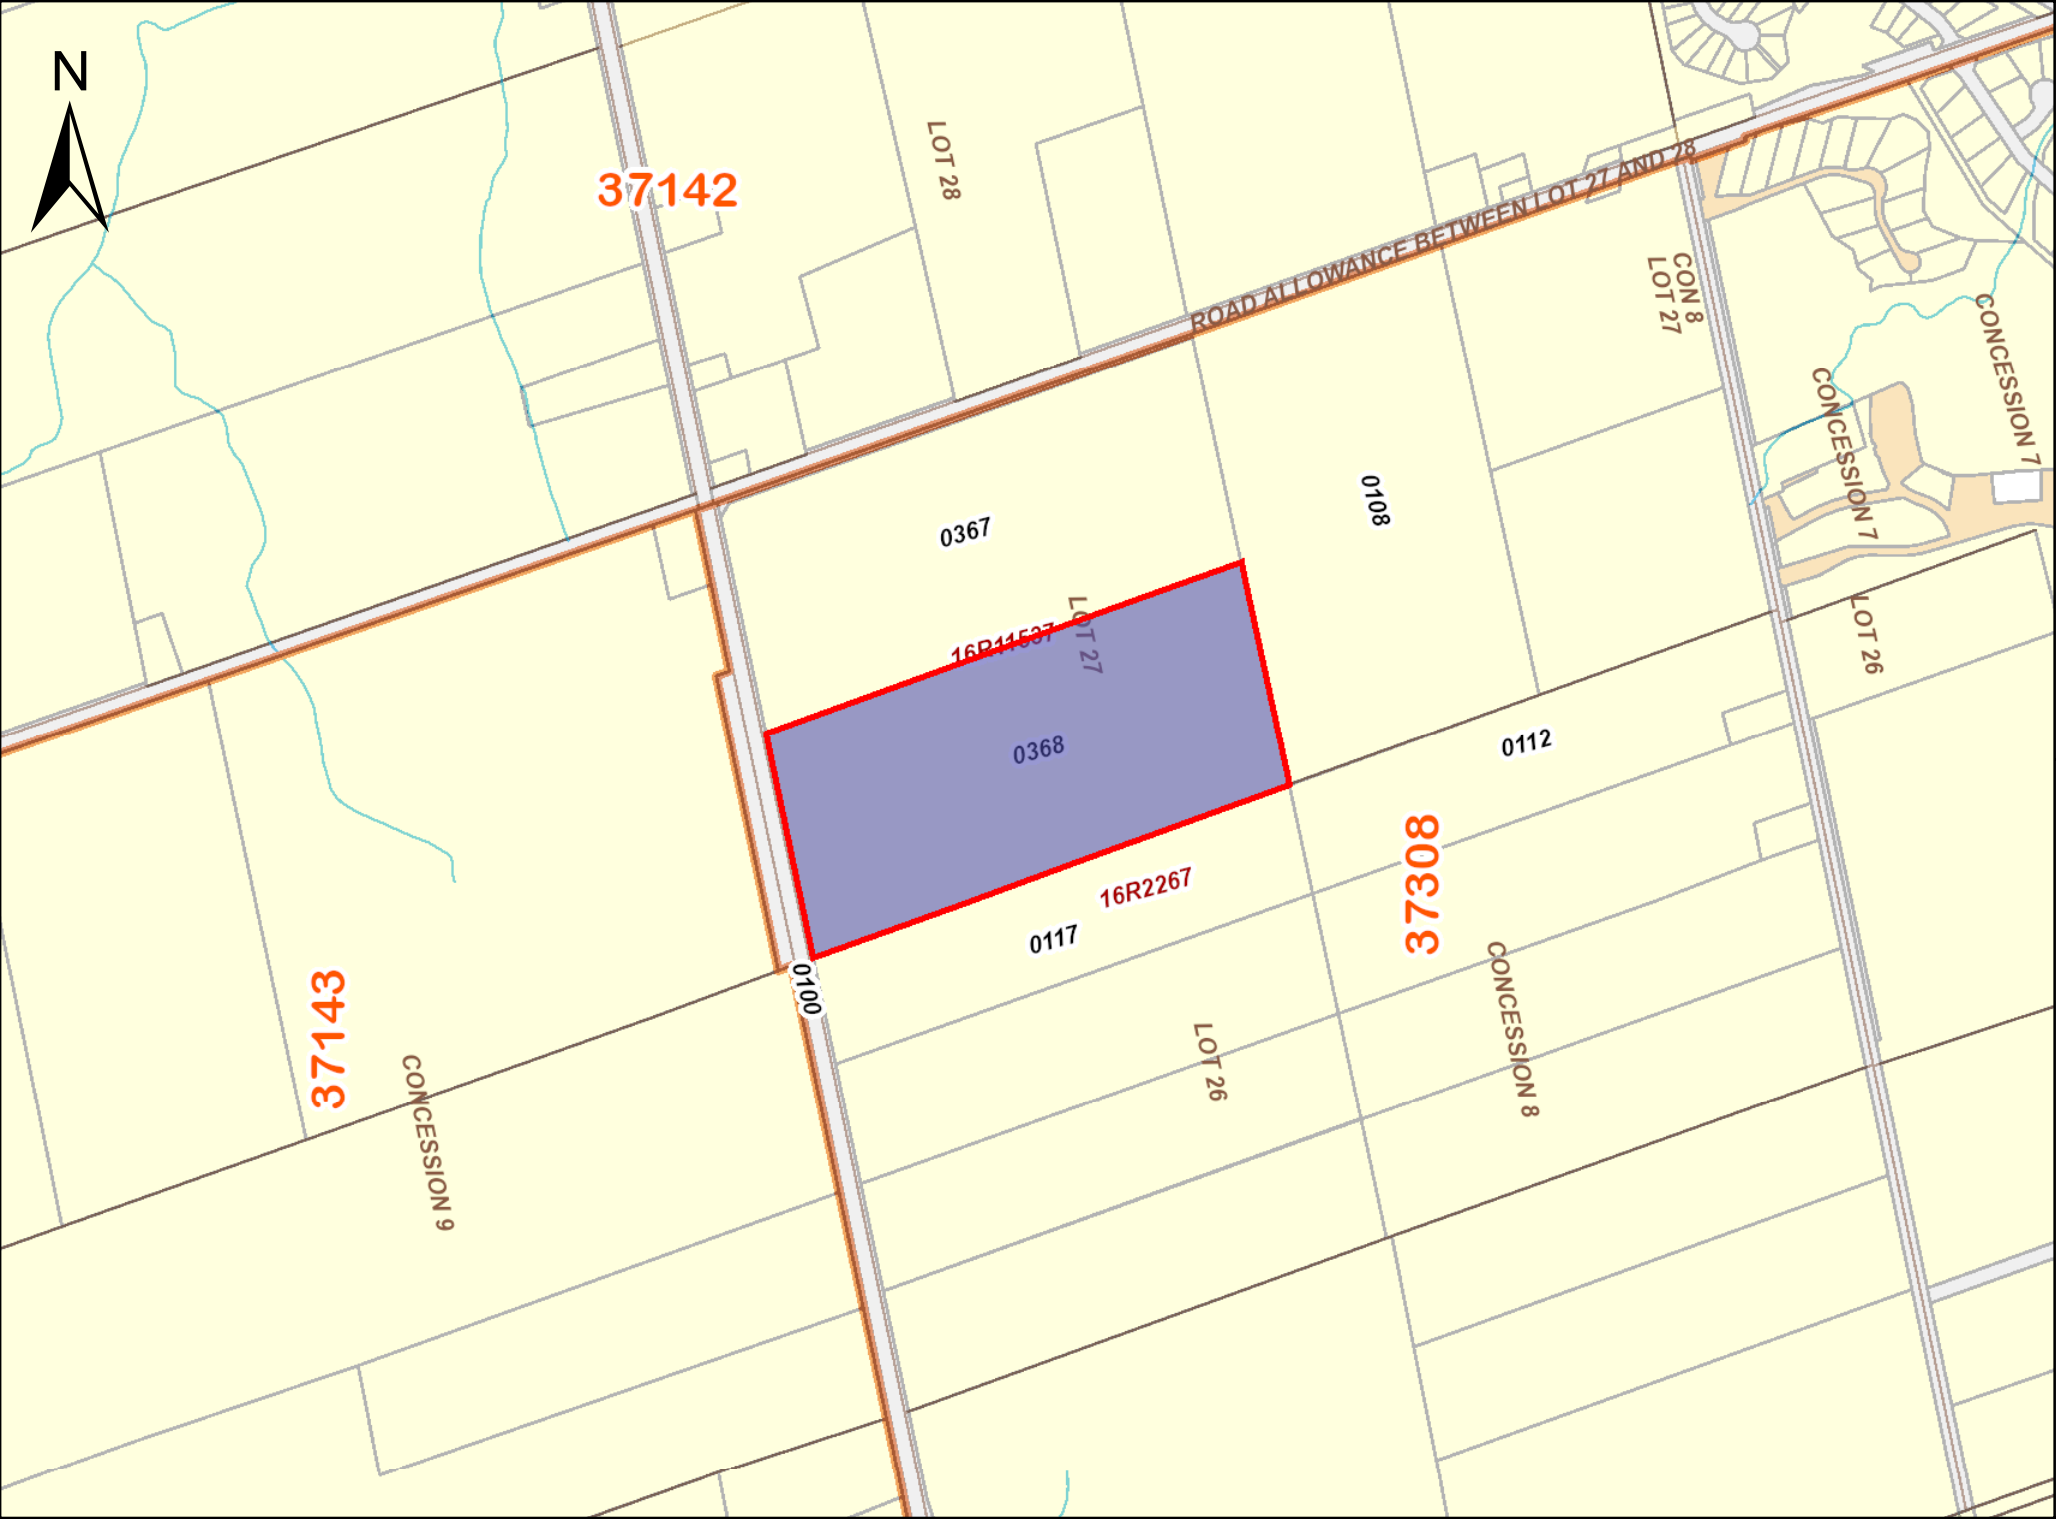 N
37142
LOT 28
ROAD ALLOWANCE BETWEEN LOT 27 AND 28
CON 8
LOT 27
CONCESSION 7
CONCESSION 7
0367
0108
16R11537
LOT 27
LOT 26
0368
0112
37308
16R2267
0117
0100
37143
CONCESSION 8
LOT 26
CONCESSION 9